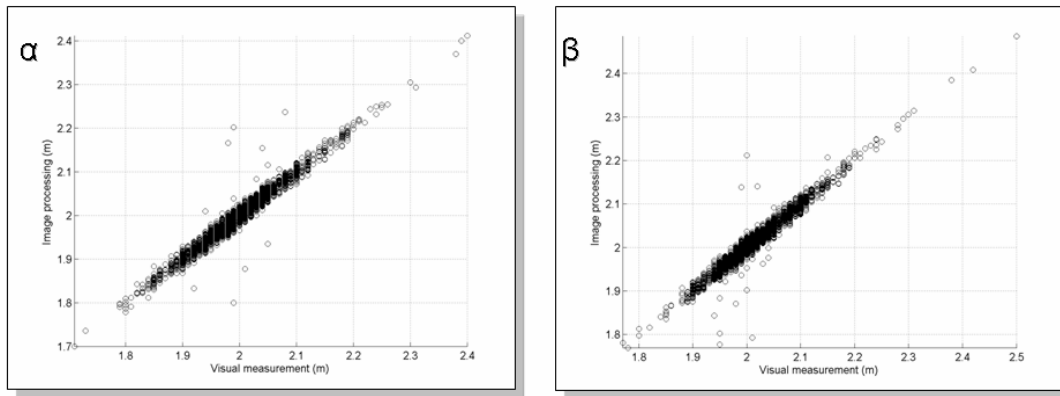 α
Image processing (m)
2.4
2.3
2.2
2.1
2
1.9
1.8
1.7
1.8 1.9 2 2.1 2.2 2.3 2.4
Visual measurement (m)
β
Image processing (m)
2.4
2.3
2.2
2.1
2
1.9
1.8
1.8 1.9 2 2.1 2.2 2.3 2.4 2.5
Visual measurement (m)